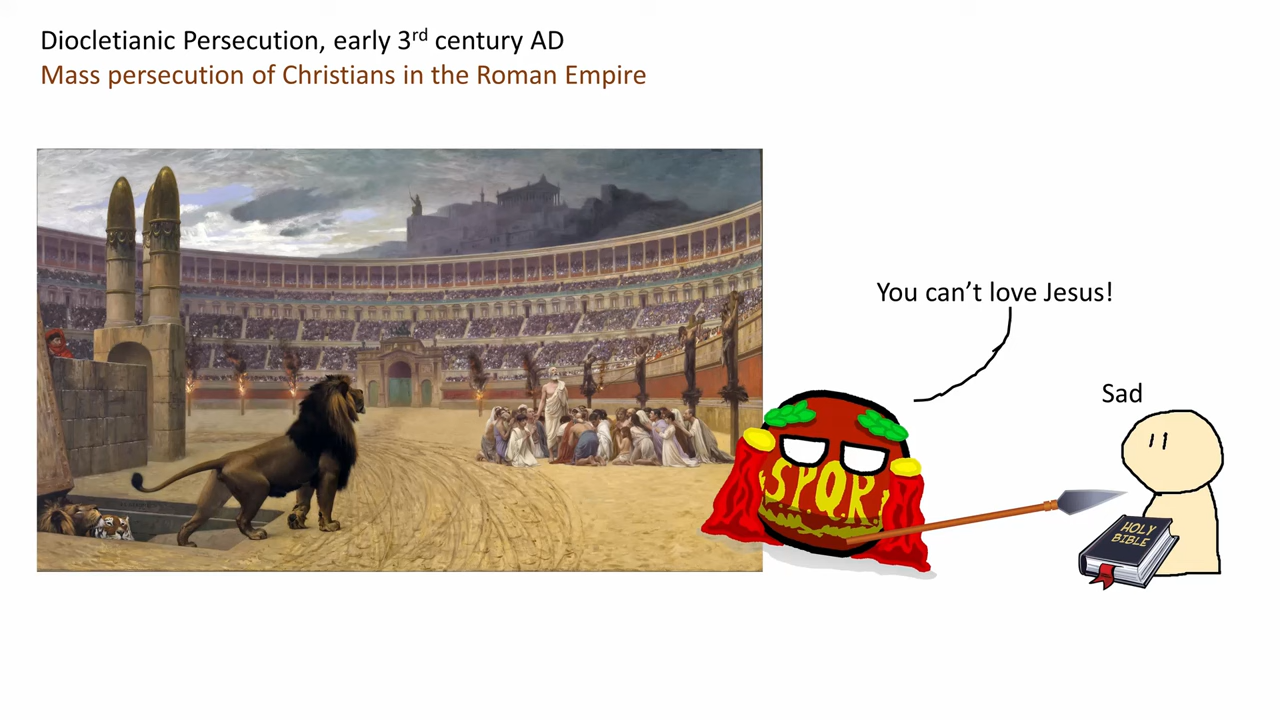 Diocletianic Persecution, early 3rd century AD
Mass persecution of Christians in the Roman Empire
You can’t love Jesus!
Sad
S.P.Q.R.
HOLY
BIBLE